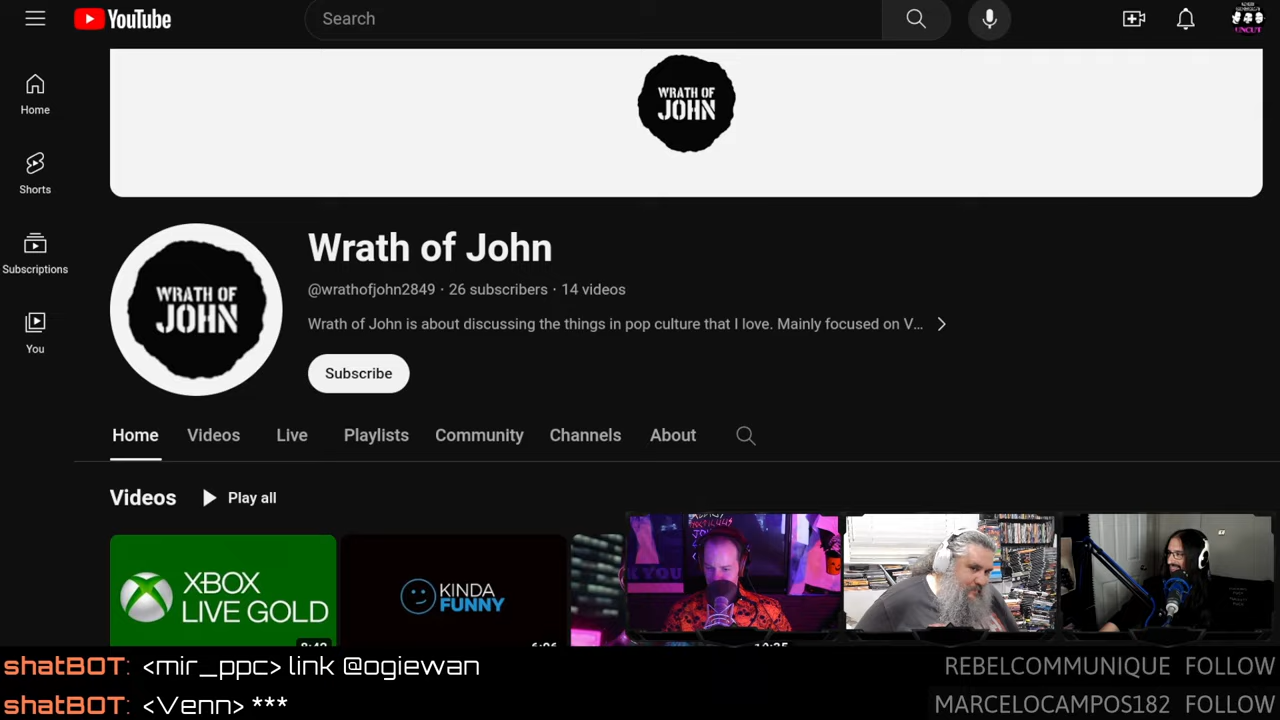 YouTube
Search
UNCUT
WRATH OF
JOHN
Home
Shorts
Subscriptions
You
WRATH OF
JOHN
Wrath of John
@wrathofjohn2849 · 26 subscribers · 14 videos
Wrath of John is about discussing the things in pop culture that I love. Mainly focused on V...
Subscribe
Home Videos Live Playlists Community Channels About
Videos Play all
XBOX
LIVE GOLD
KINDA
FUNNY
shatBOT: <mir_ppc> link @ogiewan
shatBOT: <Venn> ***
REBELCOMMUNIQUE FOLLOW
MARCELOCAMPOS182 FOLLOW